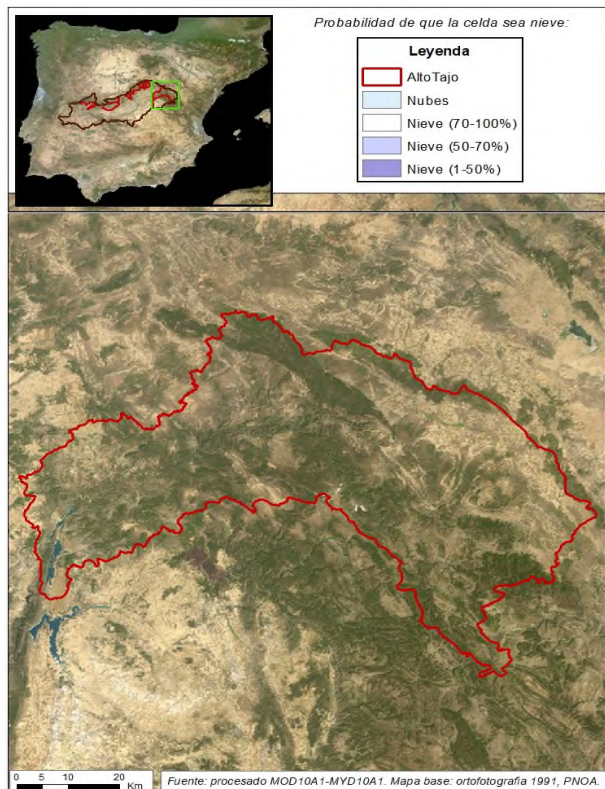 Probabilidad de que la celda sea nieve:
Leyenda
AltoTajo
Nubes
Nieve (70-100%)
Nieve (50-70%)
Nieve (1-50%)
0 5 10 20
Km
Fuente: procesado MOD10A1-MYD10A1. Mapa base: ortofotografía 1991, PNOA.